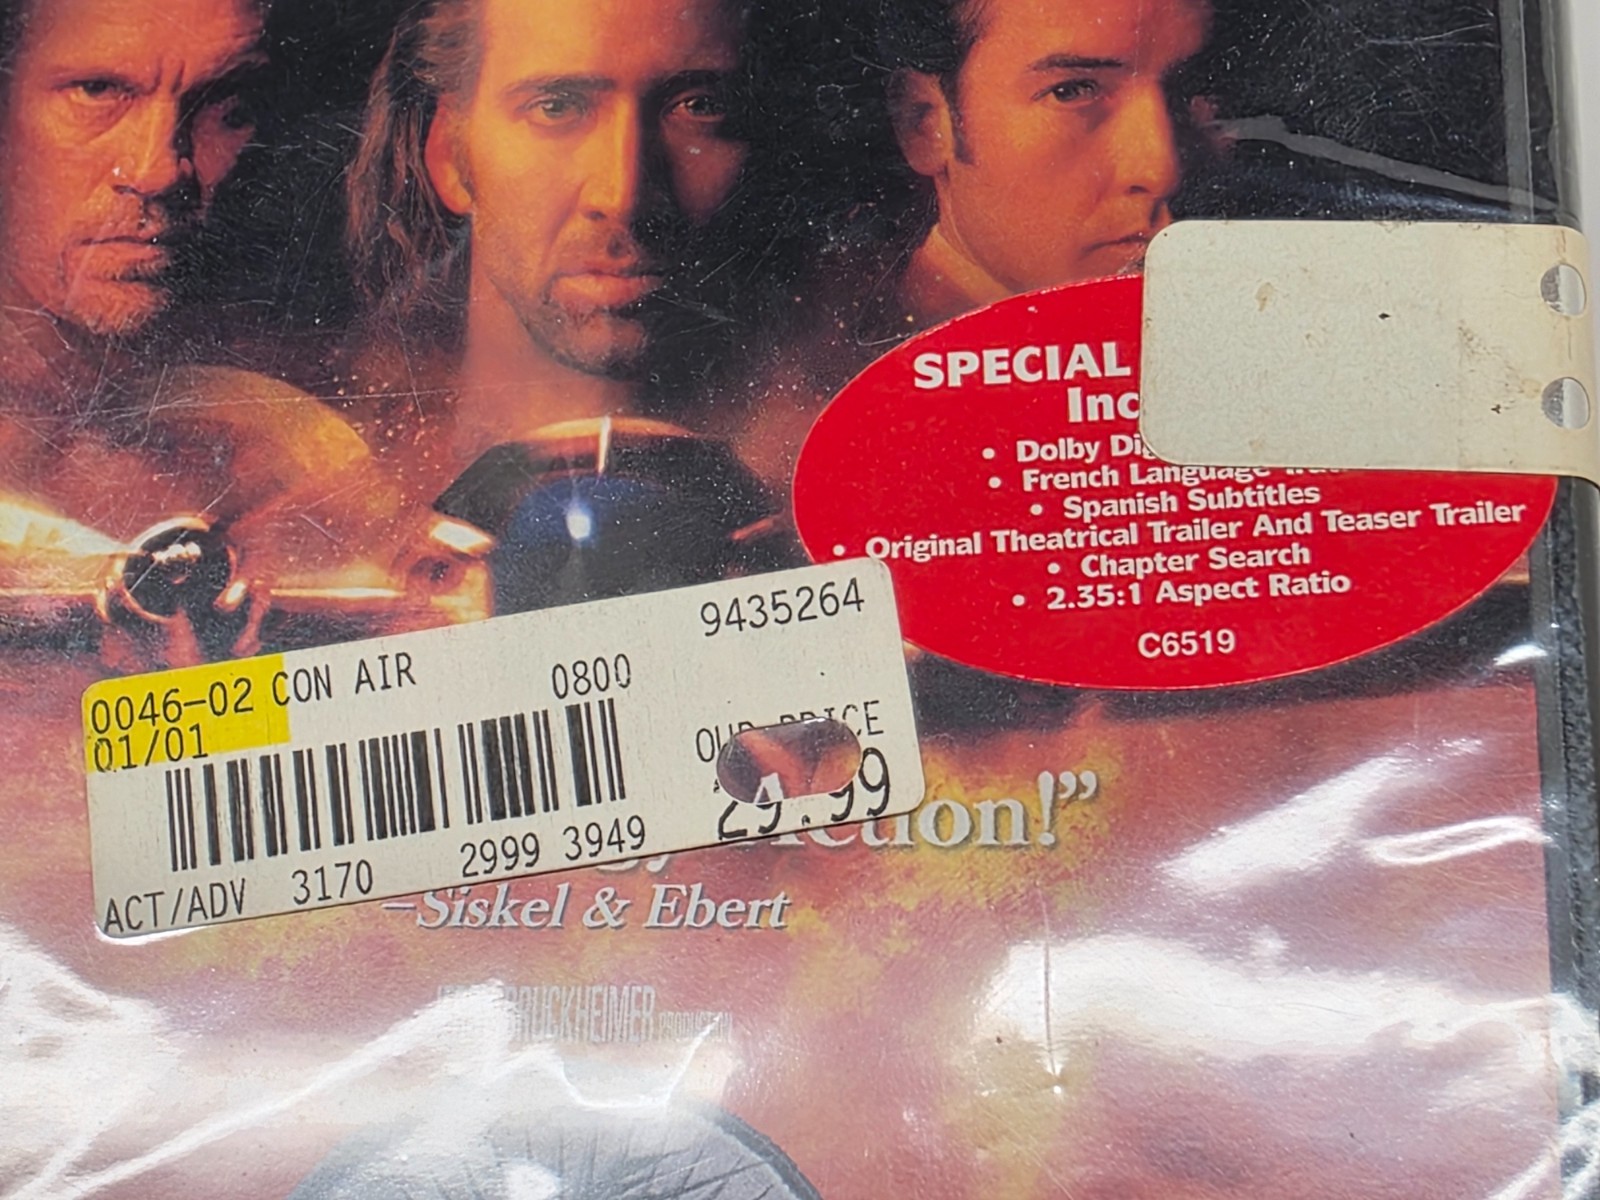 SPECIAL
Inc
• Dolby Di
• French Language
• Spanish Subtitles
• Original Theatrical Trailer And Teaser Trailer
• Chapter Search
• 2.35:1 Aspect Ratio
C6519
9435264
0046-02 CON AIR 0800
01/01
OUR PRICE
29.99
ACT/ADV 3170 2999 3949
Action!”
–Siskel & Ebert
BRUCKHEIMER